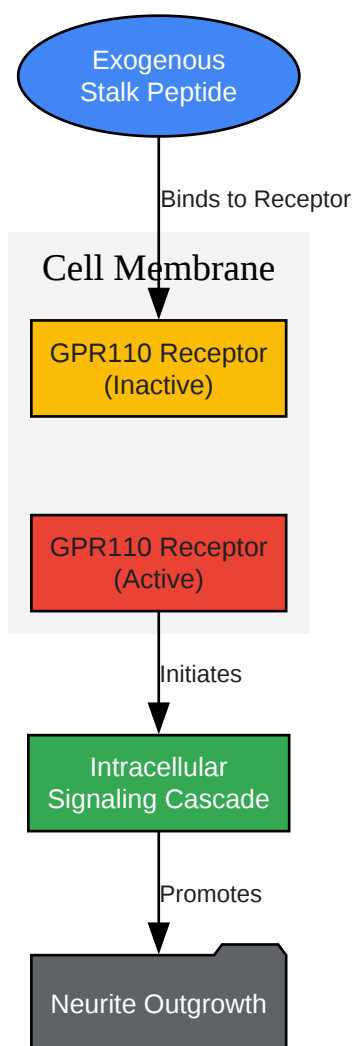 Exogenous
Stalk Peptide
Binds to Receptor
Cell Membrane
GPR110 Receptor
(Inactive)
GPR110 Receptor
(Active)
Initiates
Intracellular
Signaling Cascade
Promotes
Neurite Outgrowth